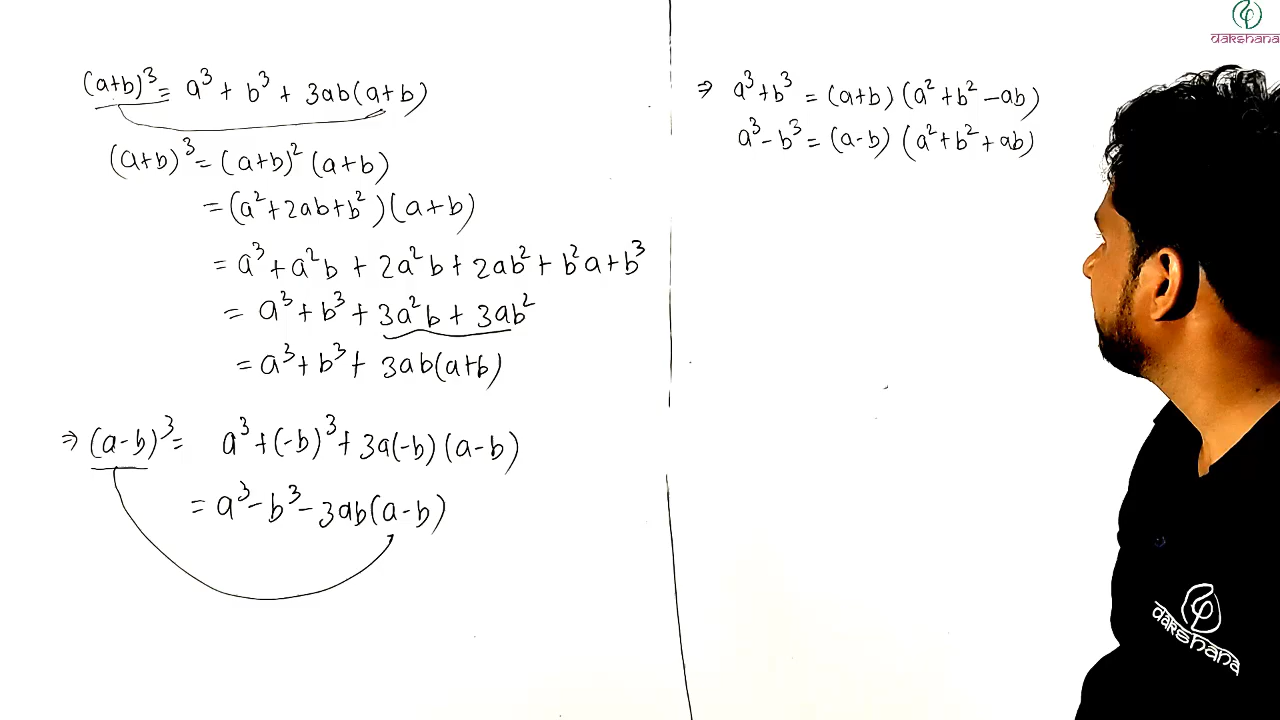 (a+b)³ = a³ + b³ + 3ab(a+b)
(a+b)³ = (a+b)² (a+b)
= (a²+2ab+b²)(a+b)
= a³ + a²b + 2a²b + 2ab² + b²a + b³
= a³ + b³ + 3a²b + 3ab²
= a³ + b³ + 3ab(a+b)
⇒ (a-b)³ = a³ + (-b)³ + 3a(-b) (a-b)
= a³ - b³ - 3ab(a-b)
⇒ a³ + b³ = (a+b) (a² + b² - ab)
a³ - b³ = (a-b) (a² + b² + ab)
dakshana
dakshana